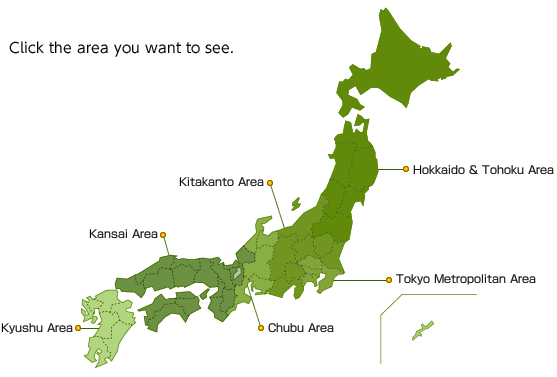 Click the area you want to see.
Hokkaido & Tohoku Area
Kitakanto Area
Kansai Area
Tokyo Metropolitan Area
Kyushu Area
Chubu Area